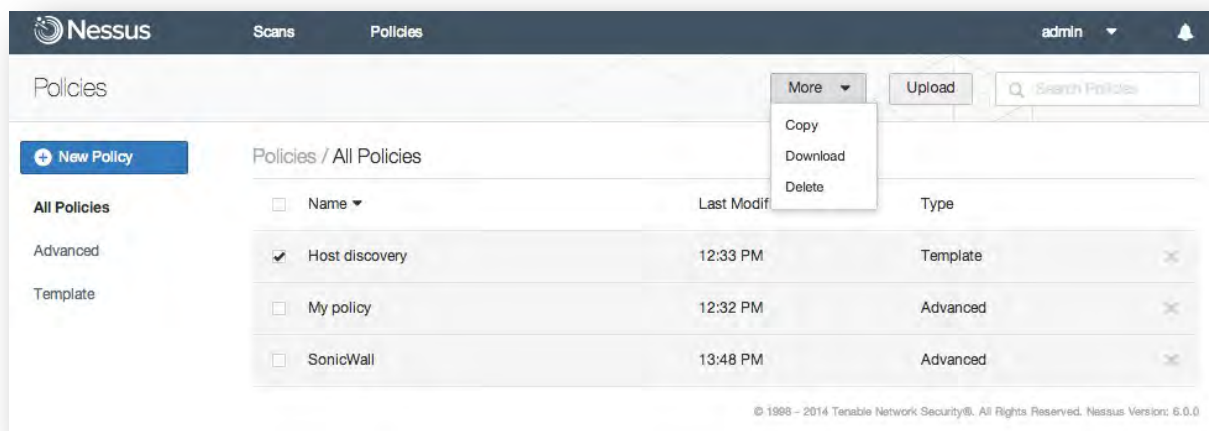 Nessus Scans Policies admin
Policies More Upload Search Policies
Copy
Download
Delete
New Policy
All Policies
Advanced
Template
Policies / All Policies
Name Last Modif Type
Host discovery 12:33 PM Template
My policy 12:32 PM Advanced
SonicWall 13:48 PM Advanced
© 1998 - 2014 Tenable Network Security®. All Rights Reserved. Nessus Version: 6.0.0